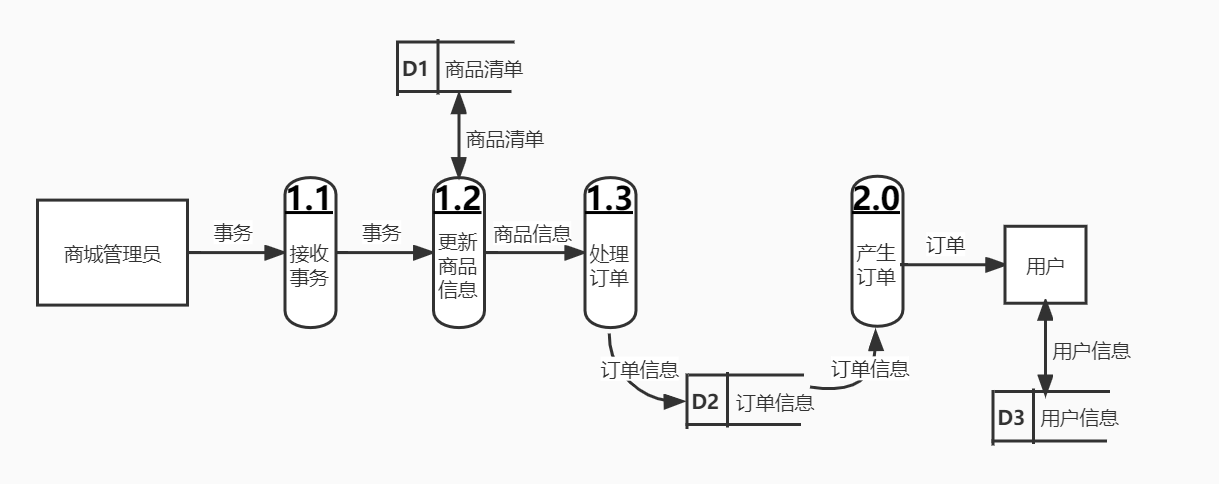 D1 商品清单
商品清单
商城管理员
事务
1.1
接收
事务
事务
1.2
更新
商品
信息
商品信息
1.3
处理
订单
订单信息
D2 订单信息
订单信息
2.0
产生
订单
订单
用户
用户信息
D3 用户信息